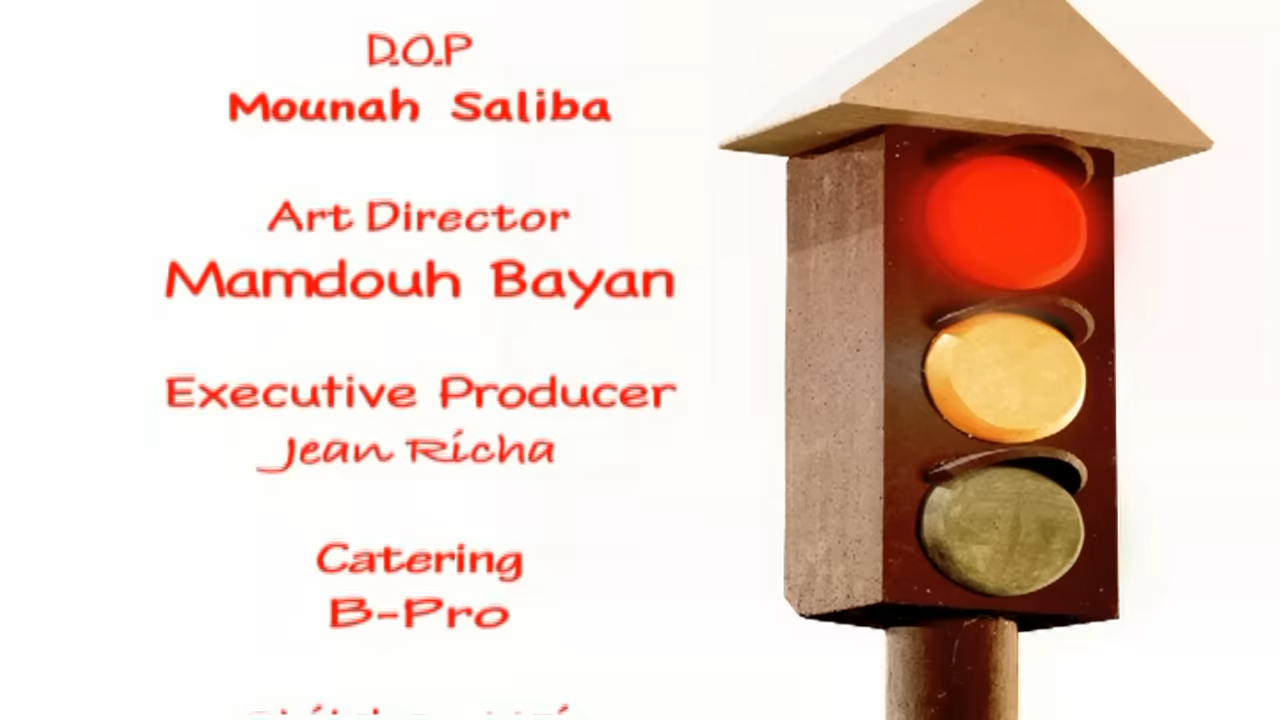 D.O.P
Mounah Saliba
Art Director
Mamdouh Bayan
Executive Producer
Jean Richa
Catering
B-Pro